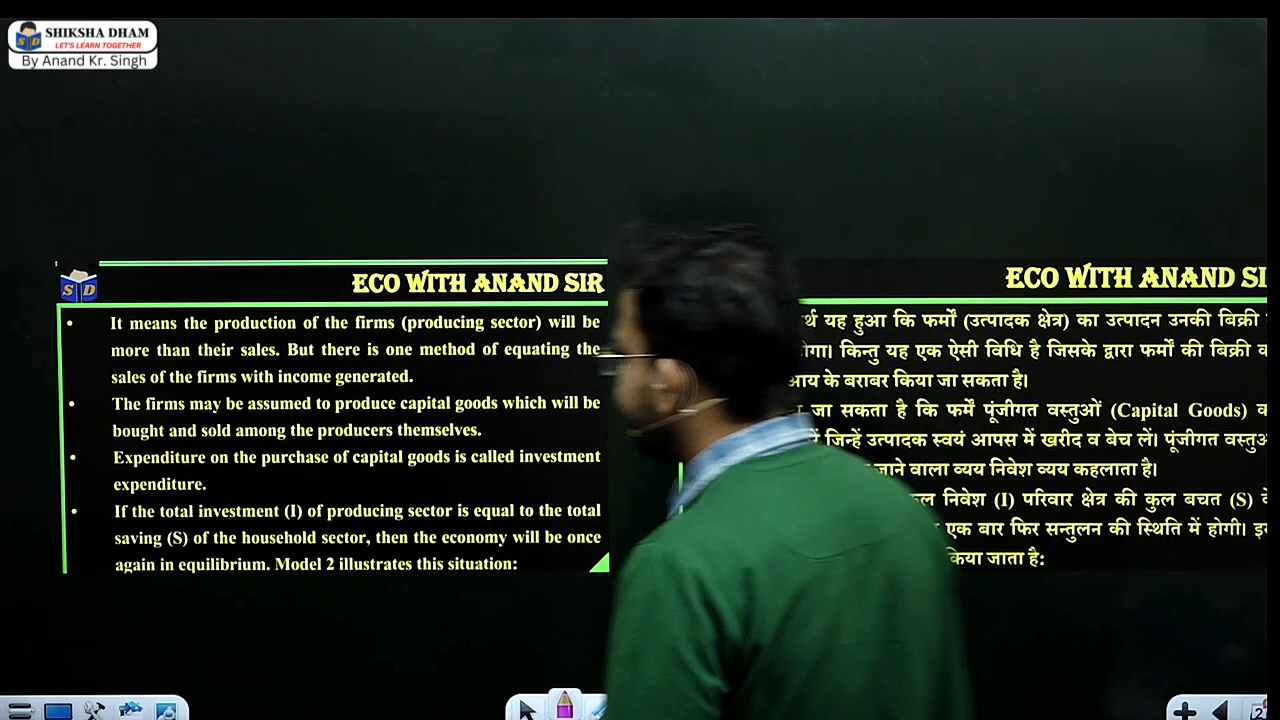 SHIKSHA DHAM
LET'S LEARN TOGETHER
By Anand Kr. Singh
S D
ECO WITH ANAND SIR
• It means the production of the firms (producing sector) will be
more than their sales. But there is one method of equating the
sales of the firms with income generated.
• The firms may be assumed to produce capital goods which will be
bought and sold among the producers themselves.
• Expenditure on the purchase of capital goods is called investment
expenditure.
• If the total investment (I) of producing sector is equal to the total
saving (S) of the household sector, then the economy will be once
again in equilibrium. Model 2 illustrates this situation:
ECO WITH ANAND
यह हुआ कि फर्मों (उत्पादक क्षेत्र) का उत्पादन उनकी बिक्री
किन्तु यह एक ऐसी विधि है जिसके द्वारा फर्मों की बिक्री
आय के बराबर किया जा सकता है।
जा सकता है कि फर्में पूंजीगत वस्तुओं (Capital Goods)
जिन्हें उत्पादक स्वयं आपस में खरीद व बेच लें। पूंजीगत
जाने वाला व्यय निवेश व्यय कहलाता है।
निवेश (I) परिवार क्षेत्र की कुल बचत (S)
एक बार फिर सन्तुलन की स्थिति में होगी।
किया जाता है: